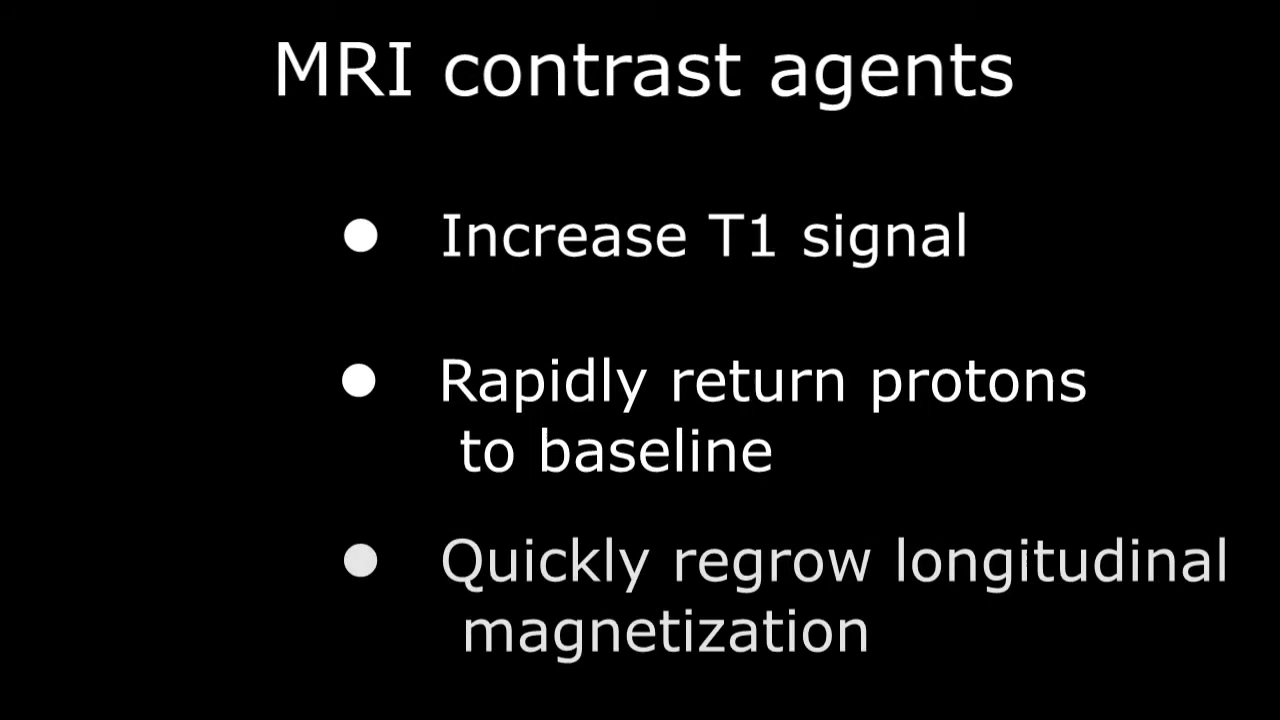 MRI contrast agents
● Increase T1 signal
● Rapidly return protons
to baseline
● Quickly regrow longitudinal
magnetization